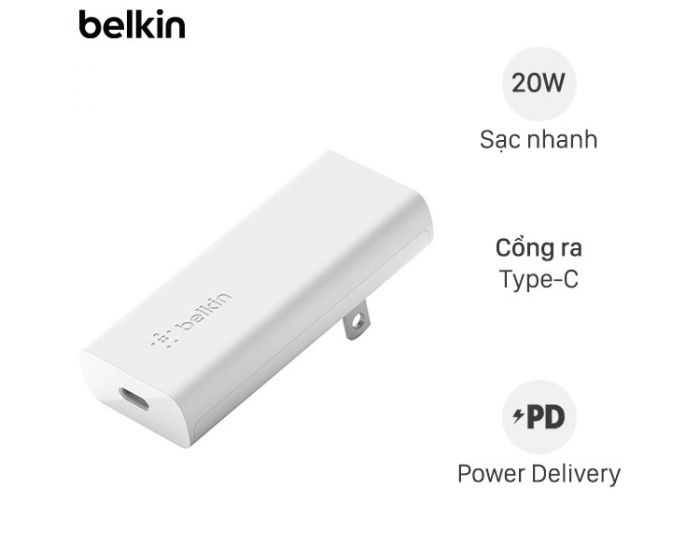 belkin
20W
Sạc nhanh
Cổng ra
Type-C
belkin
PD
Power Delivery